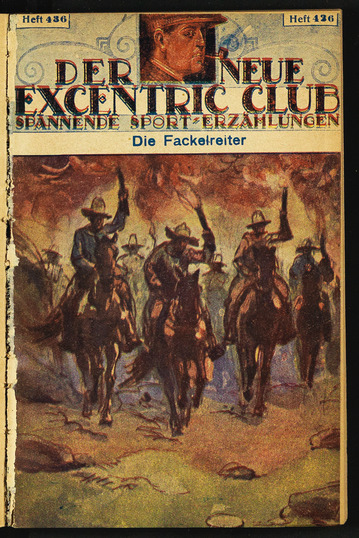 Heft 436
Heft 436
DER NEUE
EXCENTRIC CLUB
SPANNENDE SPORT-ERZÄHLUNGEN
Die Fackelreiter